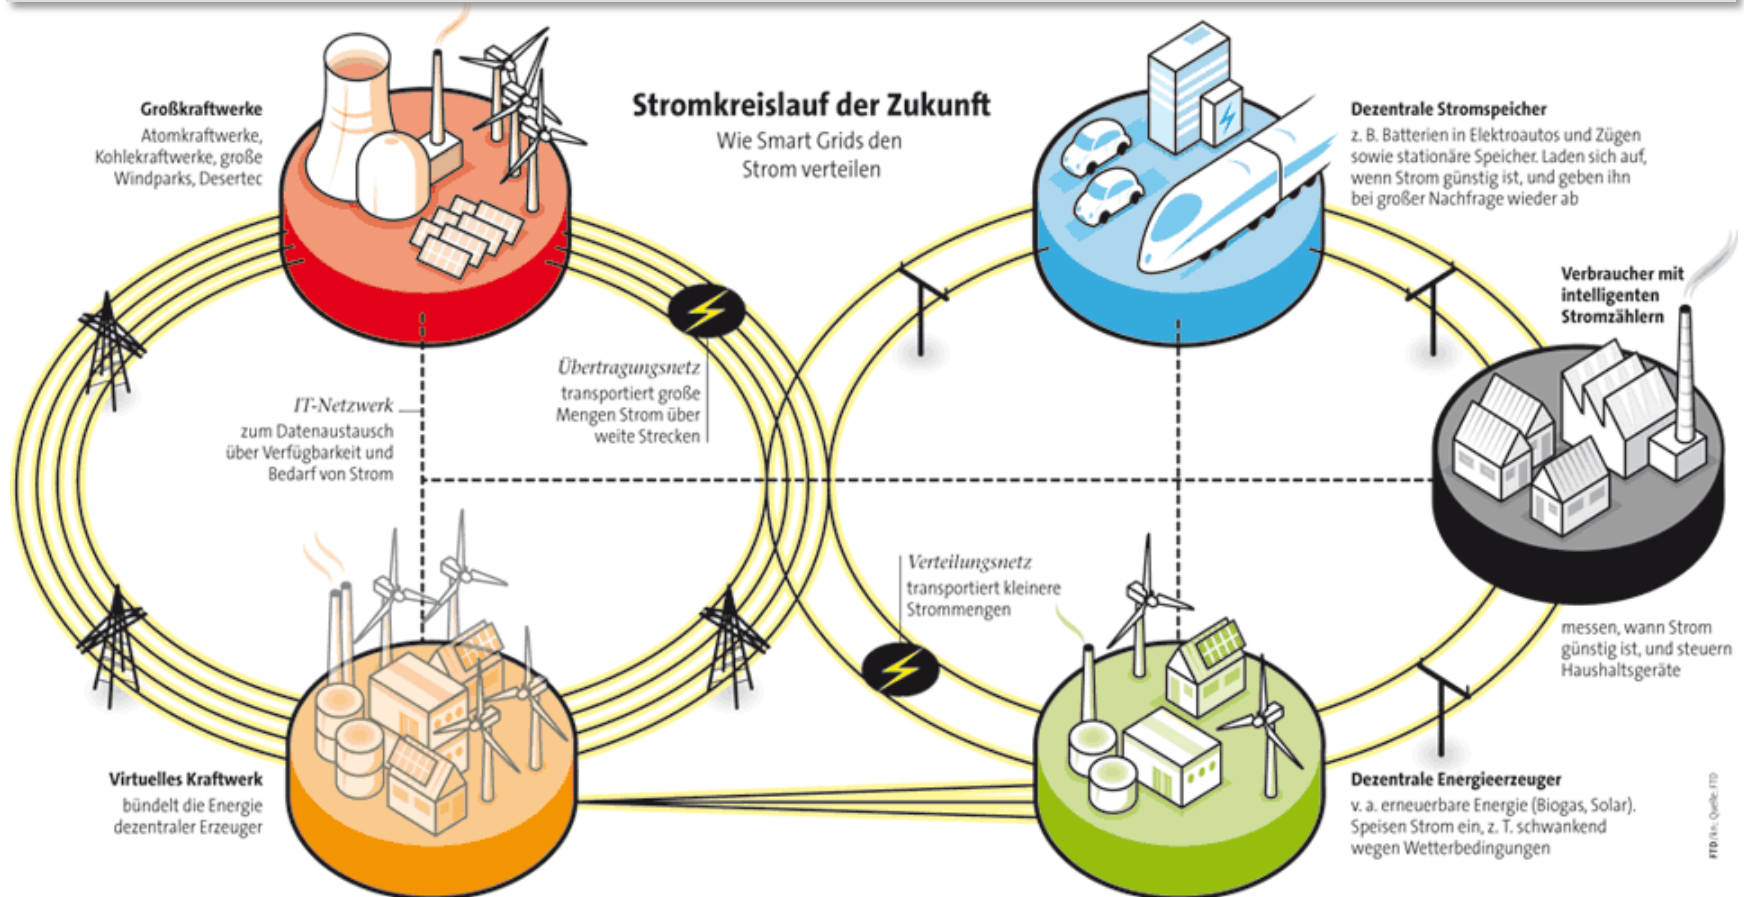 Stromkreislauf der Zukunft
Wie Smart Grids den
Strom verteilen
Großkraftwerke
Atomkraftwerke,
Kohlekraftwerke, große
Windparks, Desertec
Dezentrale Stromspeicher
z. B. Batterien in Elektroautos und Zügen
sowie stationäre Speicher. Laden sich auf,
wenn Strom günstig ist, und geben ihn
bei großer Nachfrage wieder ab
Verbraucher mit
intelligenten
Stromzählern
messen, wann Strom
günstig ist, und steuern
Haushaltsgeräte
Übertragungsnetz
transportiert große
Mengen Strom über
weite Strecken
IT-Netzwerk
zum Datenaustausch
über Verfügbarkeit und
Bedarf von Strom
Verteilungsnetz
transportiert kleinere
Strommengen
Virtuelles Kraftwerk
bündelt die Energie
dezentraler Erzeuger
Dezentrale Energieerzeuger
v. a. erneuerbare Energie (Biogas, Solar).
Speisen Strom ein, z. T. schwankend
wegen Wetterbedingungen
FTD/kn; Quelle: FTD